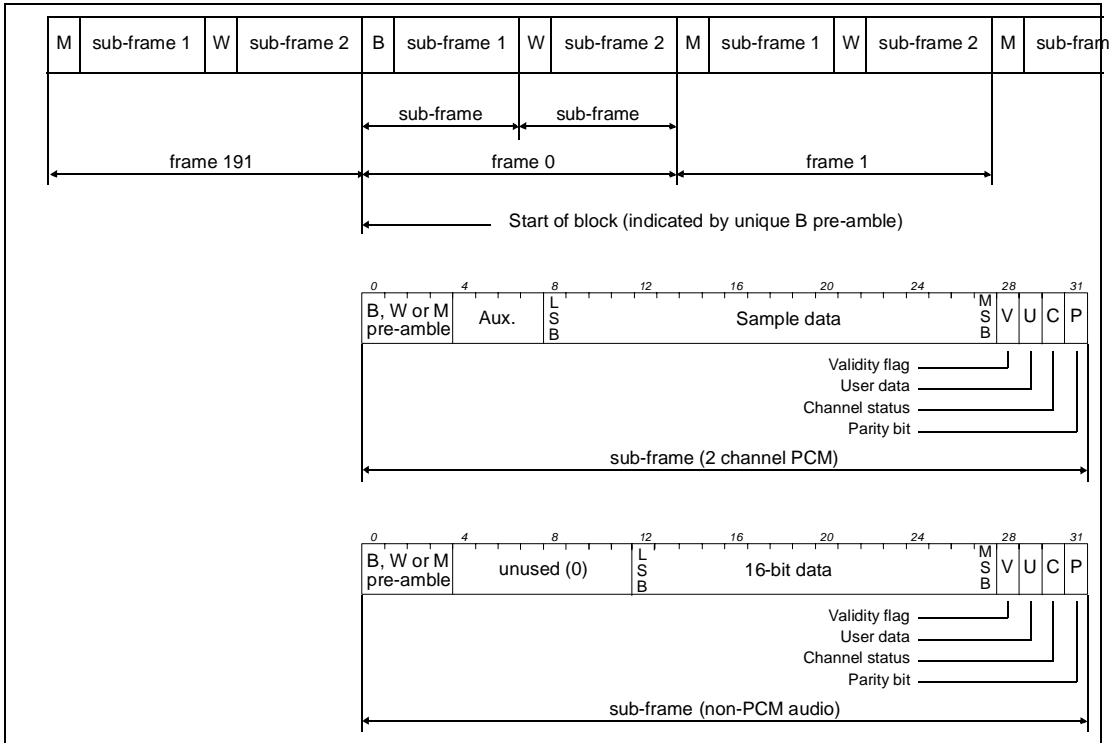 M sub-frame 1 W sub-frame 2 B sub-frame 1 W sub-frame 2 M sub-frame 1 W sub-frame 2 M sub-fram
sub-frame sub-frame
frame 191 frame 0 frame 1
Start of block (indicated by unique B pre-amble)
0 4 8 12 16 20 24 28 31
B, W or M pre-amble Aux. LSB Sample data MSB V U C P
Validity flag
User data
Channel status
Parity bit
sub-frame (2 channel PCM)
0 4 8 12 16 20 24 28 31
B, W or M pre-amble unused (0) LSB 16-bit data MSB V U C P
Validity flag
User data
Channel status
Parity bit
sub-frame (non-PCM audio)